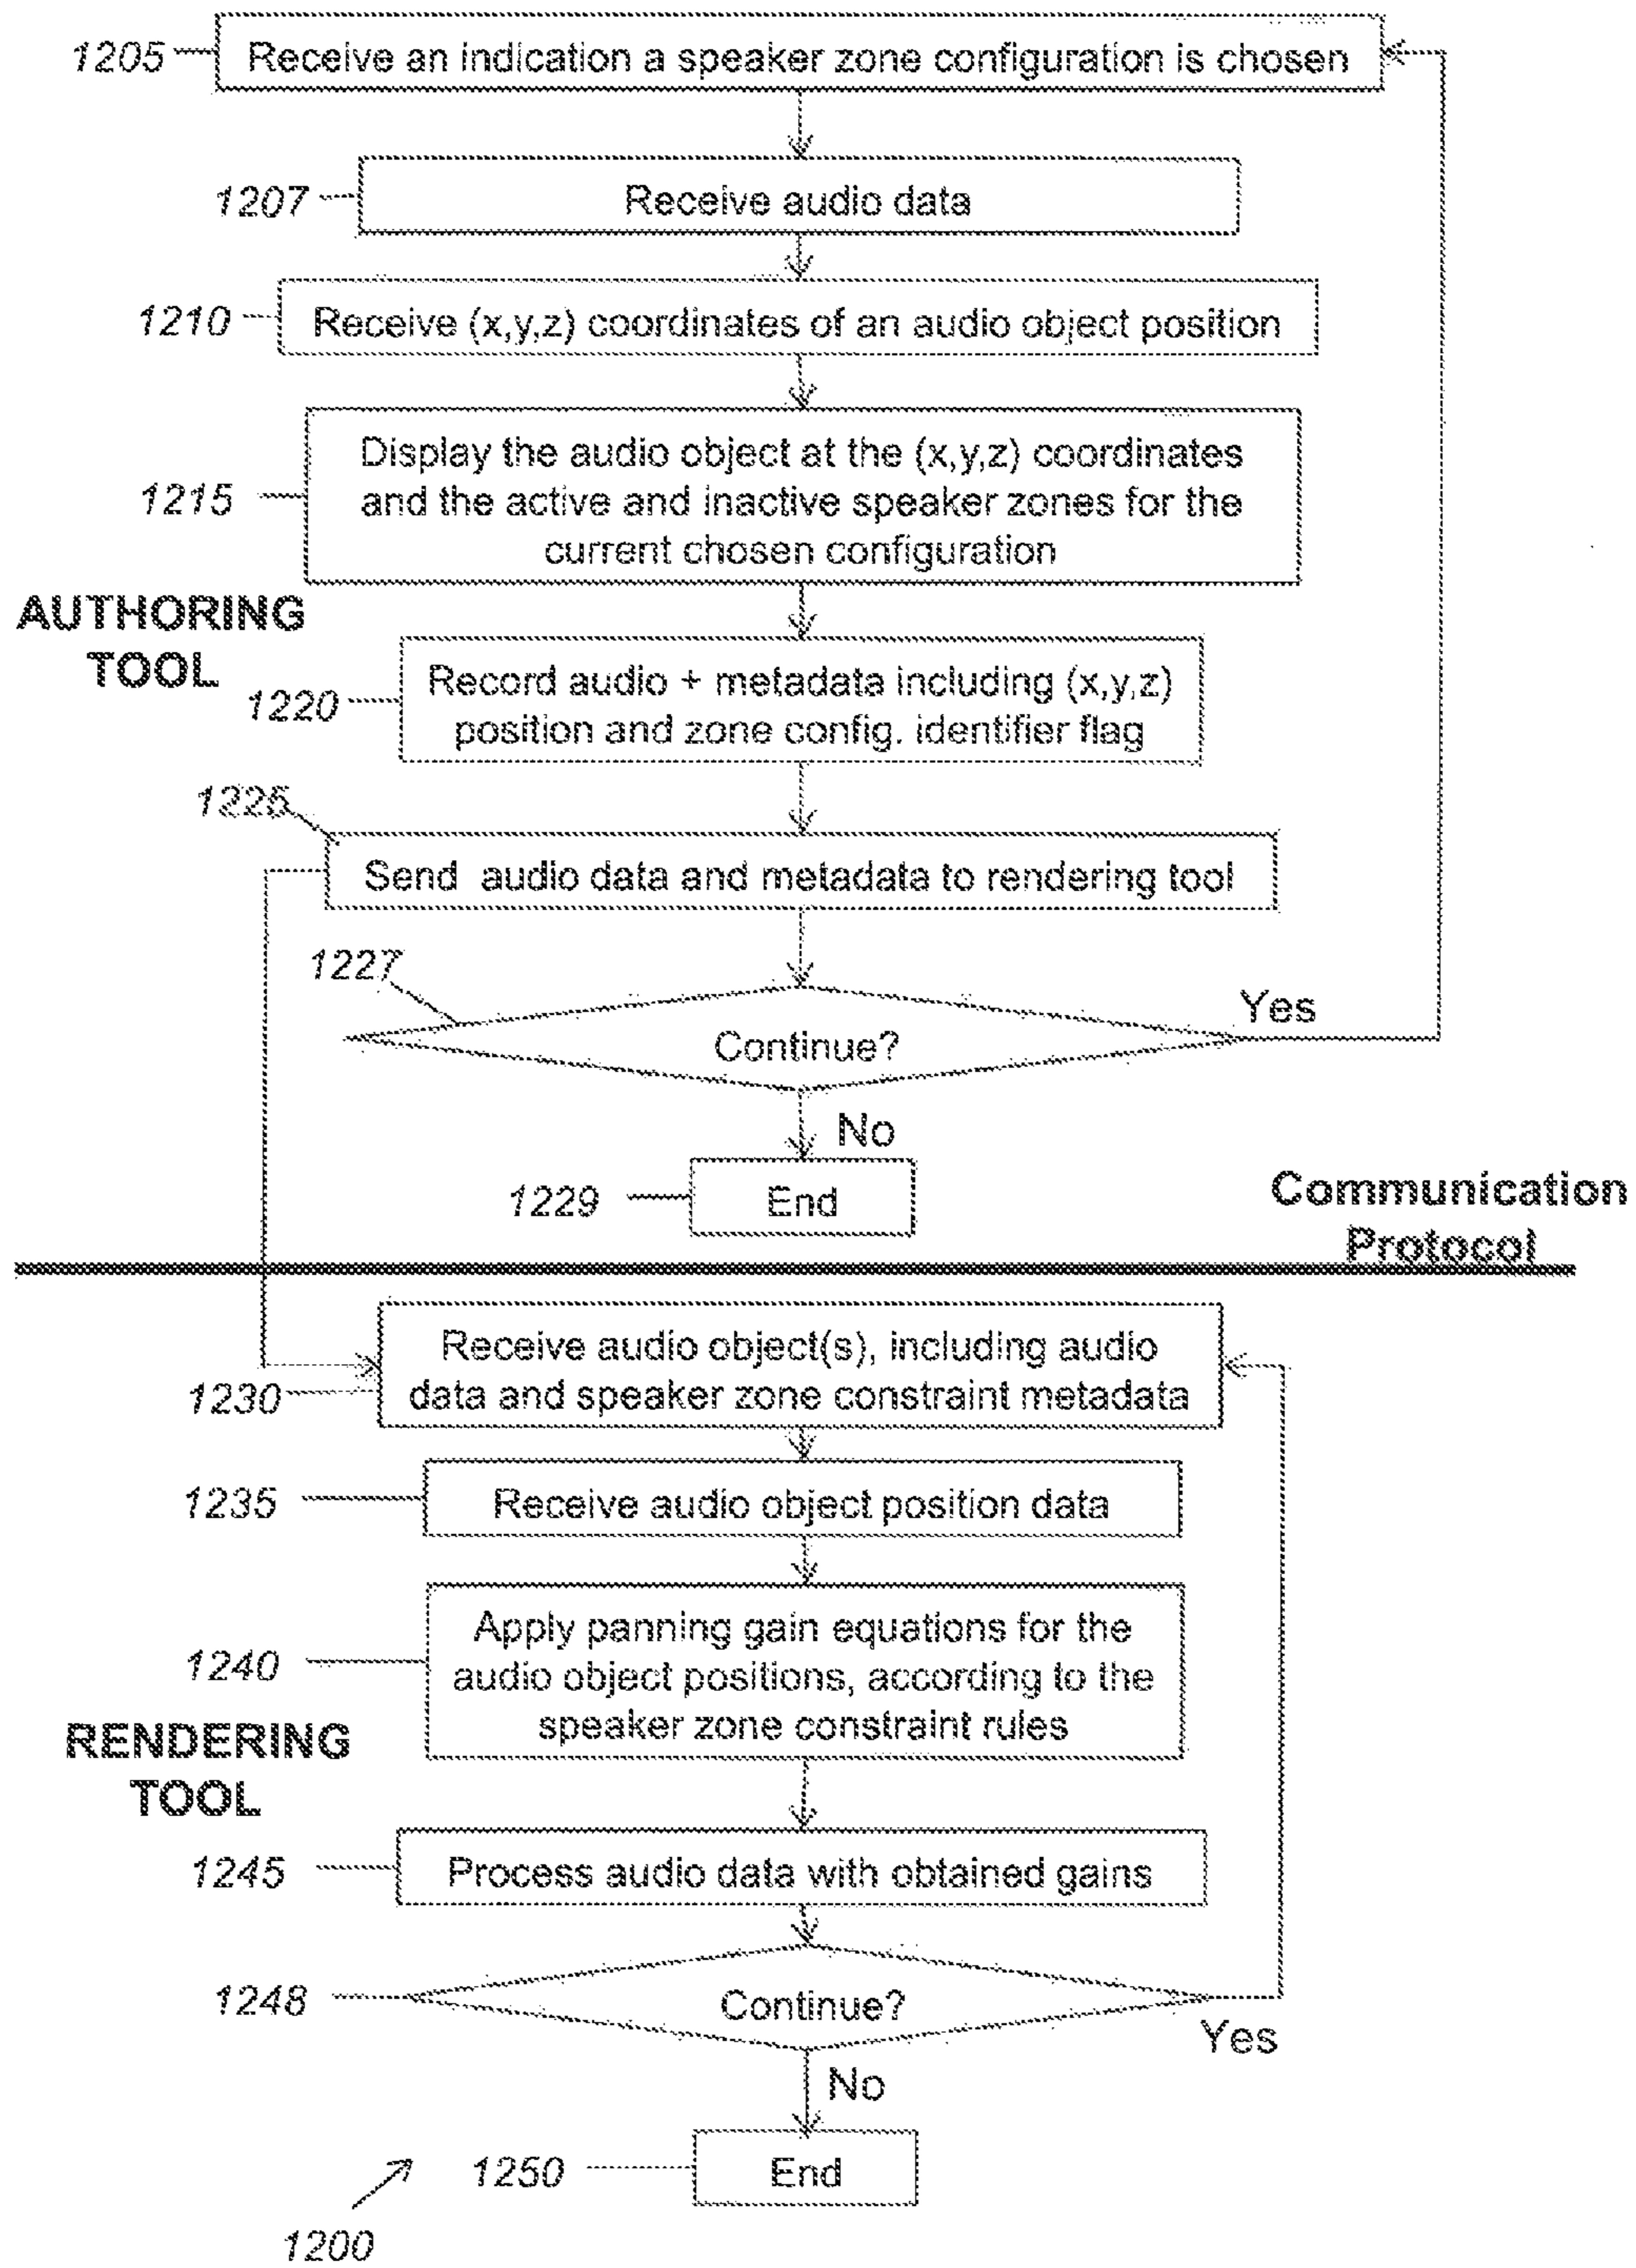 1205
Receive an indication a speaker zone configuration is chosen
1207
Receive audio data
1210
Receive (x,y,z) coordinates of an audio object position
1215
Display the audio object at the (x,y,z) coordinates
and the active and inactive speaker zones for the
current chosen configuration
AUTHORING
TOOL
1220
Record audio + metadata including (x,y,z)
position and zone config. identifier flag
1225
Send audio data and metadata to rendering tool
1227
Continue?
Yes
No
1229
End
Communication
Protocol
1230
Receive audio object(s), including audio
data and speaker zone constraint metadata
1235
Receive audio object position data
1240
Apply panning gain equations for the
audio object positions, according to the
speaker zone constraint rules
RENDERING
TOOL
1245
Process audio data with obtained gains
1248
Continue?
Yes
No
1250
End
1200